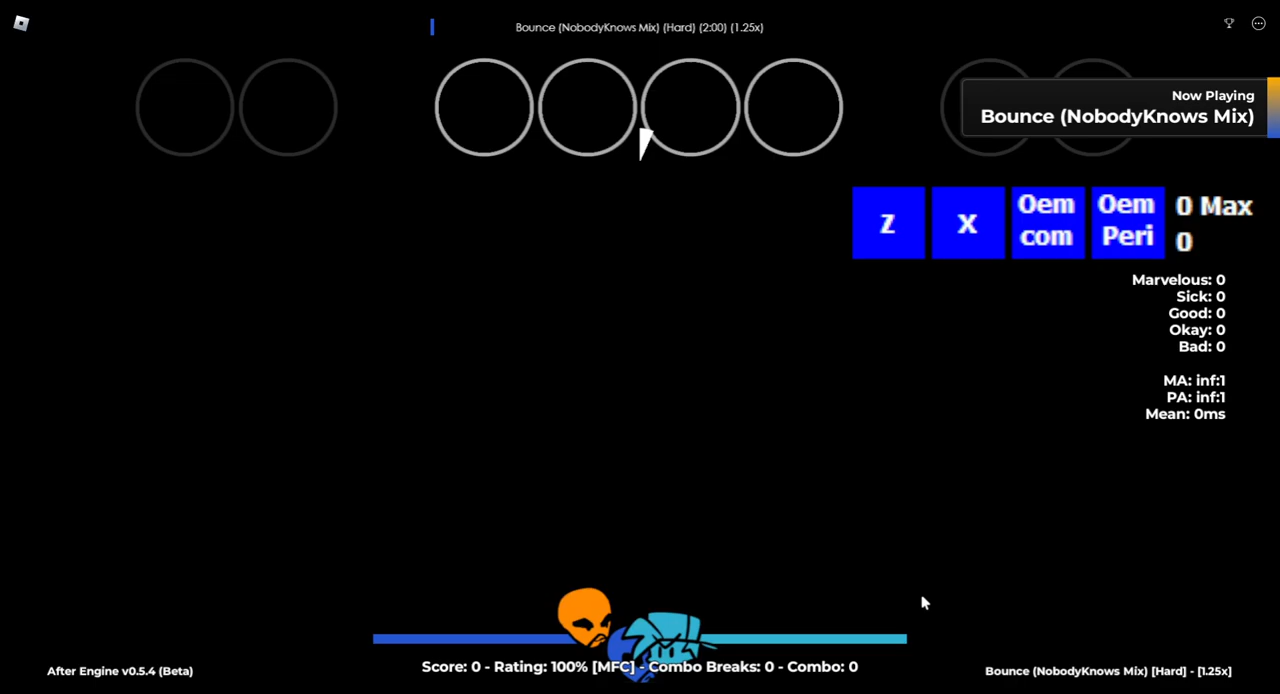 Bounce (NobodyKnows Mix) (Hard) (2:00) (1.25x)
Now Playing
Bounce (NobodyKnows Mix)
Z
X
Oem
com
Oem
Peri
0 Max
0
Marvelous: 0
Sick: 0
Good: 0
Okay: 0
Bad: 0
MA: inf:1
PA: inf:1
Mean: 0ms
Score: 0 - Rating: 100% [MFC] - Combo Breaks: 0 - Combo: 0
After Engine v0.5.4 (Beta)
Bounce (NobodyKnows Mix) [Hard] - [1.25x]